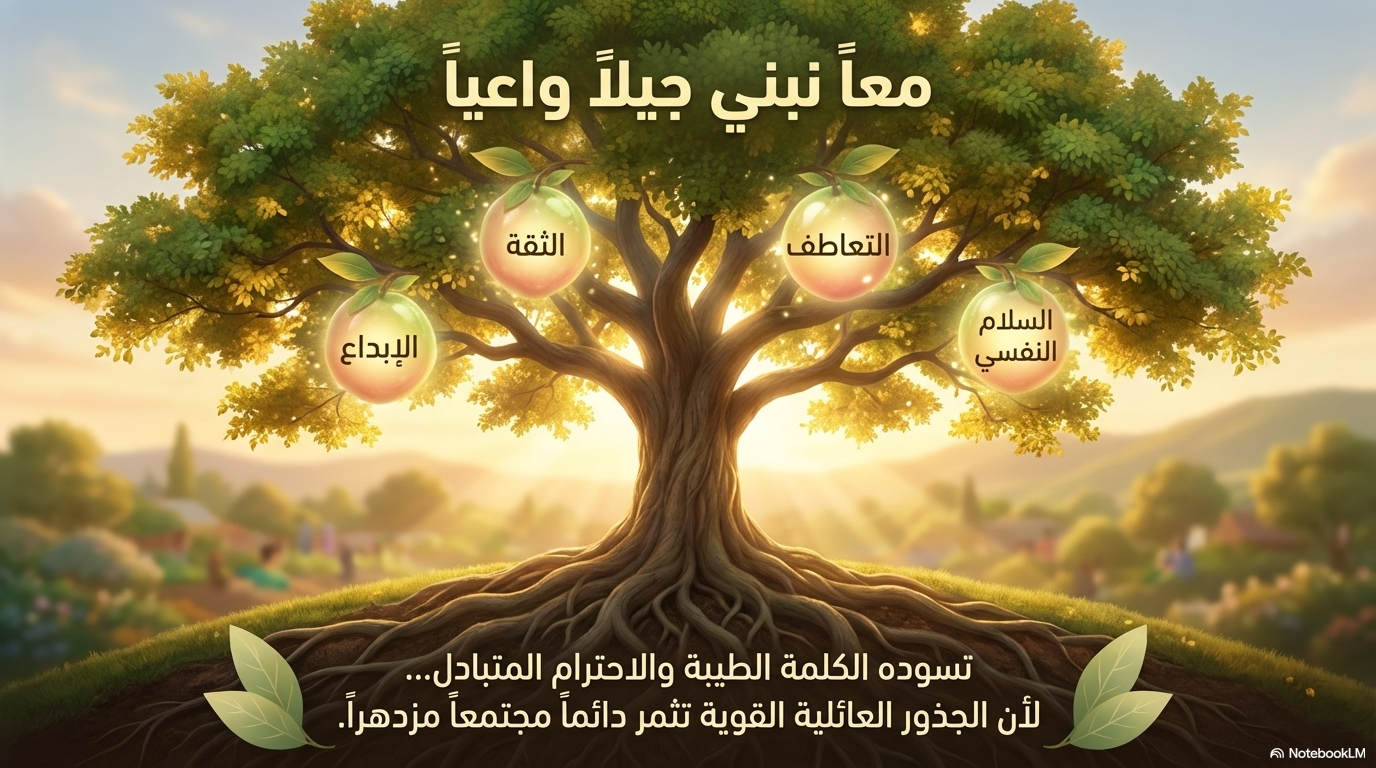 معاً نبني جيلاً واعياً
التعاطف
الثقة
السلام
النفسي
الإبداع
تسوده الكلمة الطيبة والاحترام المتبادل...
لأن الجذور العائلية القوية تثمر دائماً مجتمعاً مزدهراً.
NotebookLM